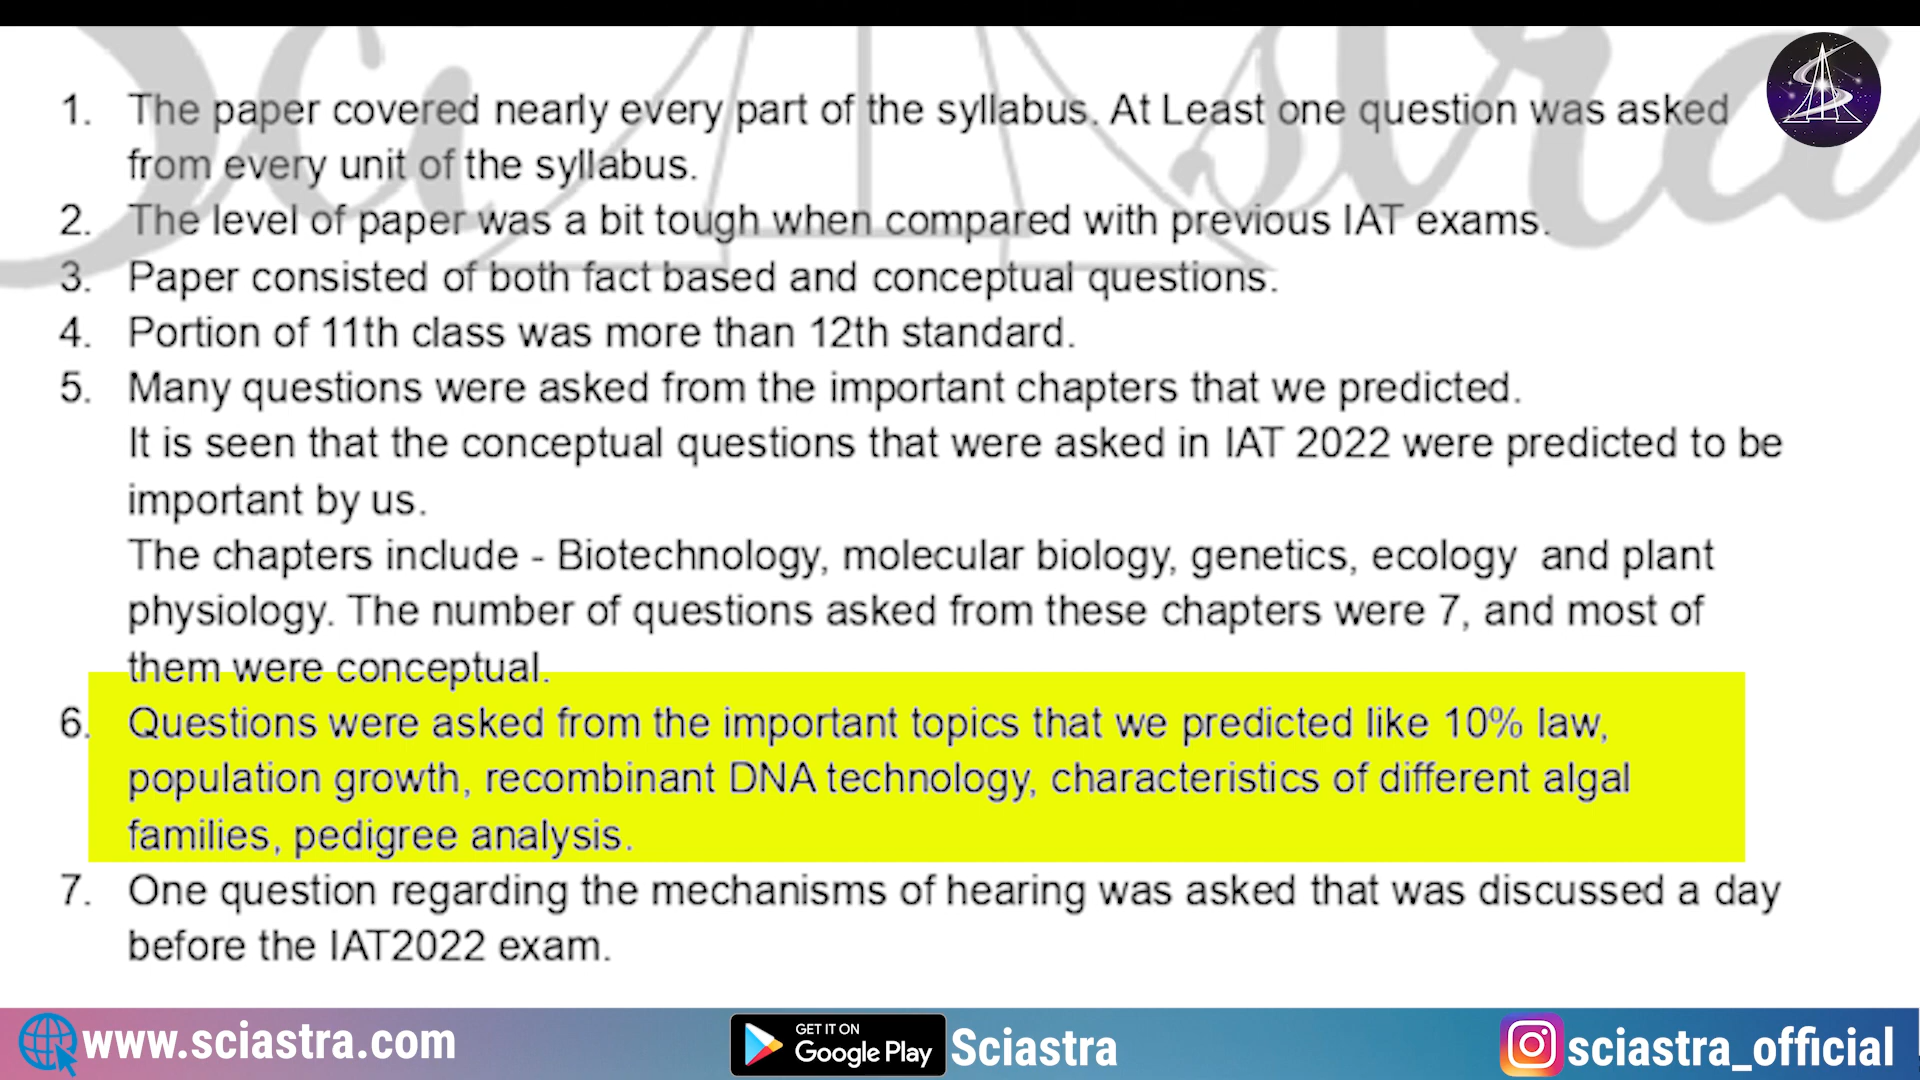 1. The paper covered nearly every part of the syllabus. At Least one question was asked
from every unit of the syllabus.
2. The level of paper was a bit tough when compared with previous IAT exams.
3. Paper consisted of both fact based and conceptual questions.
4. Portion of 11th class was more than 12th standard.
5. Many questions were asked from the important chapters that we predicted.
It is seen that the conceptual questions that were asked in IAT 2022 were predicted to be
important by us.
The chapters include - Biotechnology, molecular biology, genetics, ecology and plant
physiology. The number of questions asked from these chapters were 7, and most of
them were conceptual.
6. Questions were asked from the important topics that we predicted like 10% law,
population growth, recombinant DNA technology, characteristics of different algal
families, pedigree analysis.
7. One question regarding the mechanisms of hearing was asked that was discussed a day
before the IAT2022 exam.
www.sciastra.com
GET IT ON
Google Play
Sciastra
sciastra_official